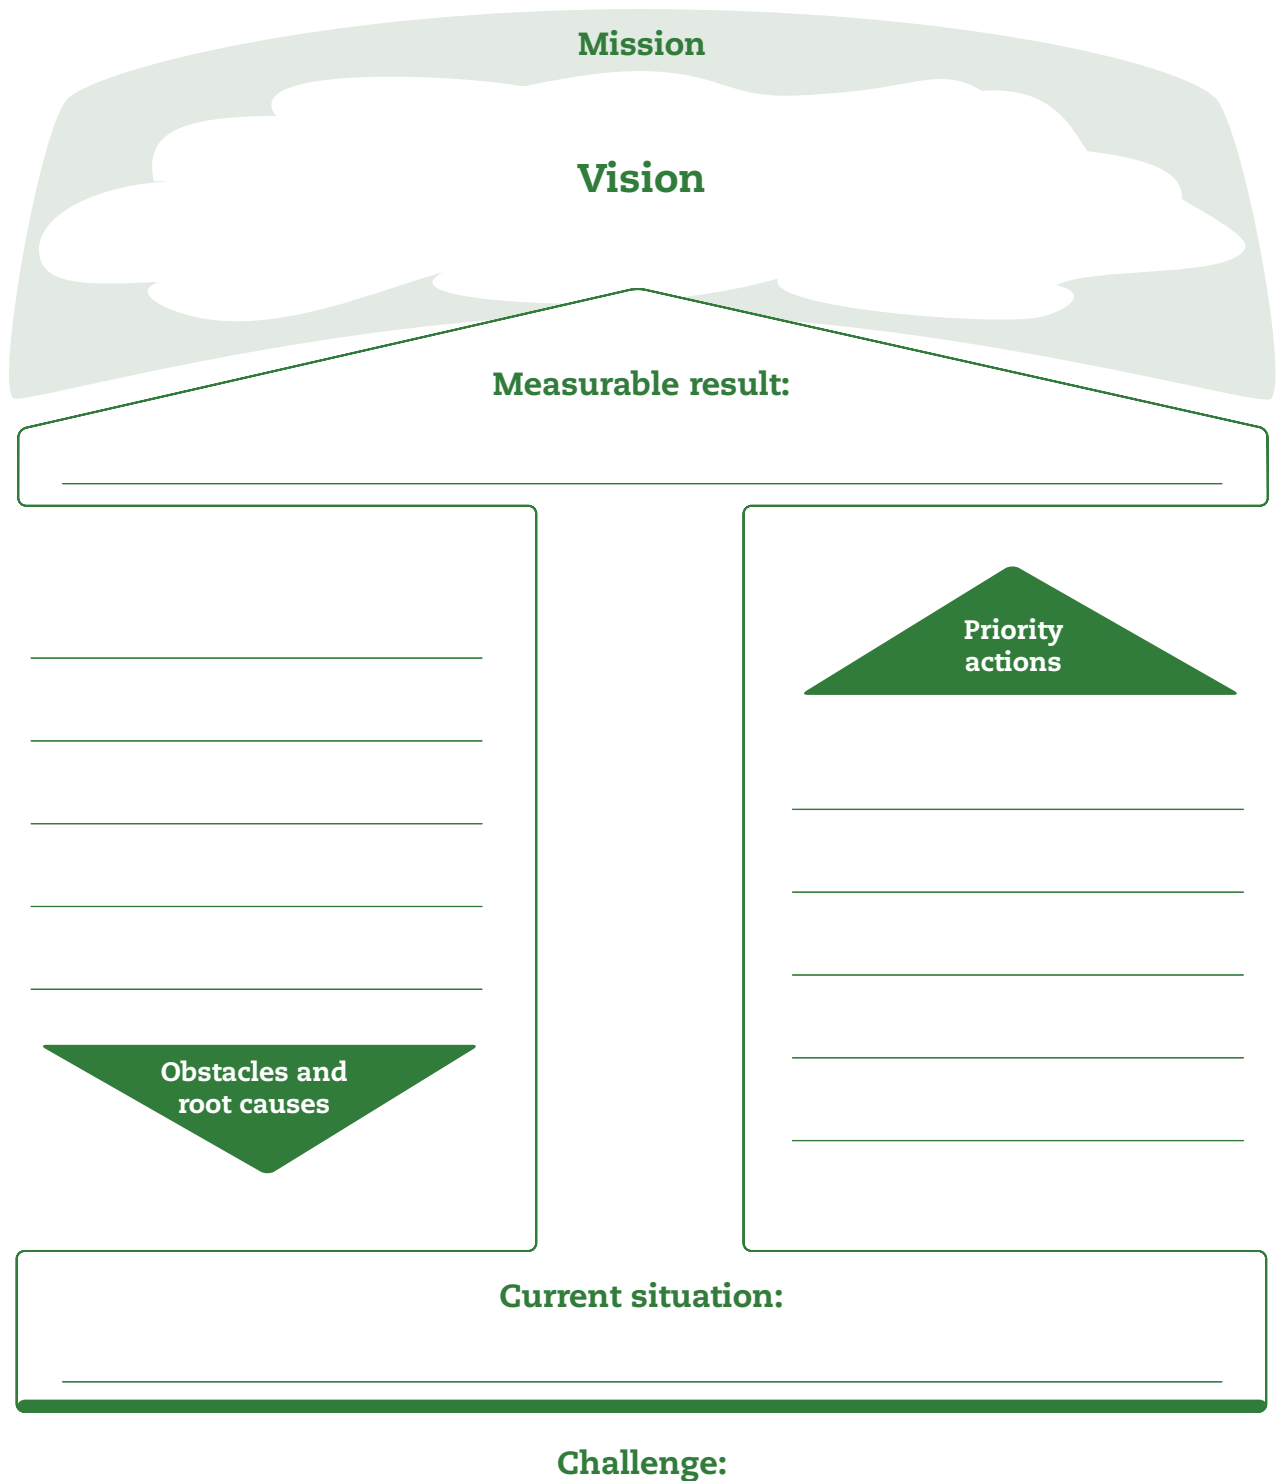 Mission
Vision
Measurable result:
Priority
actions
Obstacles and
root causes
Current situation:
Challenge: